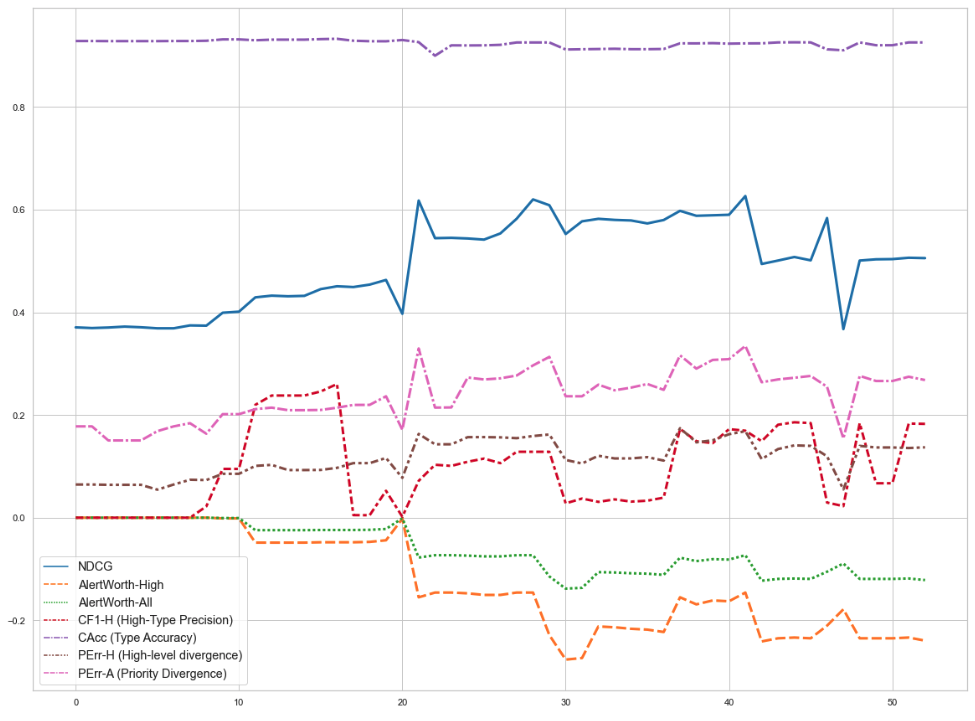 0.8
0.6
0.4
0.2
0.0
−0.2
NDCG
AlertWorth-High
AlertWorth-All
CF1-H (High-Type Precision)
CAcc (Type Accuracy)
PErr-H (High-level divergence)
PErr-A (Priority Divergence)
0 10 20 30 40 50